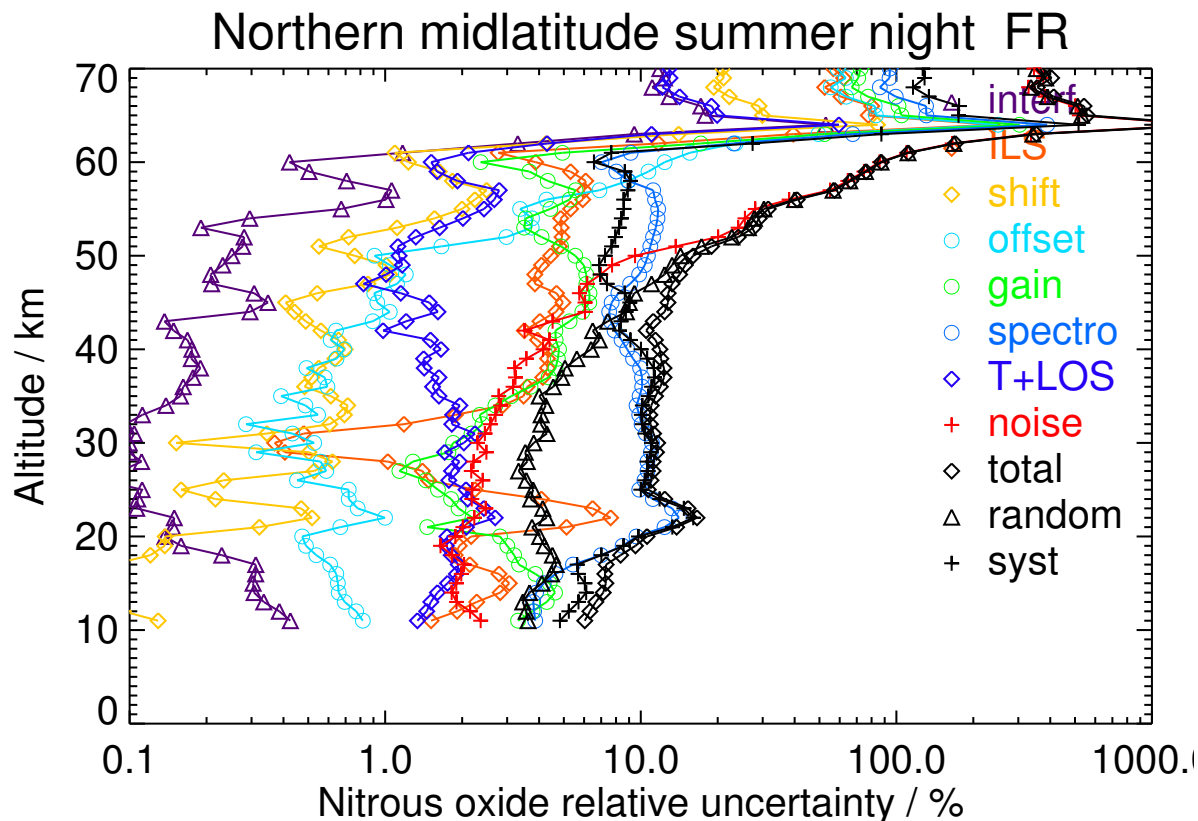 Northern midlatitude summer night  FR
Altitude / km
70
60
50
40
30
20
10
0
interf
ILS
shift
offset
gain
spectro
T+LOS
noise
total
random
syst
0.1
1.0
10.0
100.0
1000.0
Nitrous oxide relative uncertainty / %